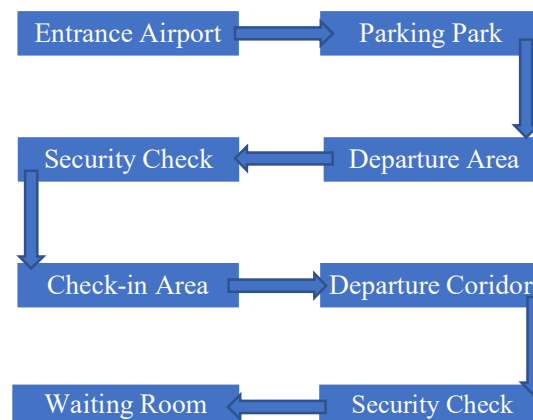 Entrance Airport
Parking Park
Departure Area
Security Check
Check-in Area
Departure Coridor
Security Check
Waiting Room